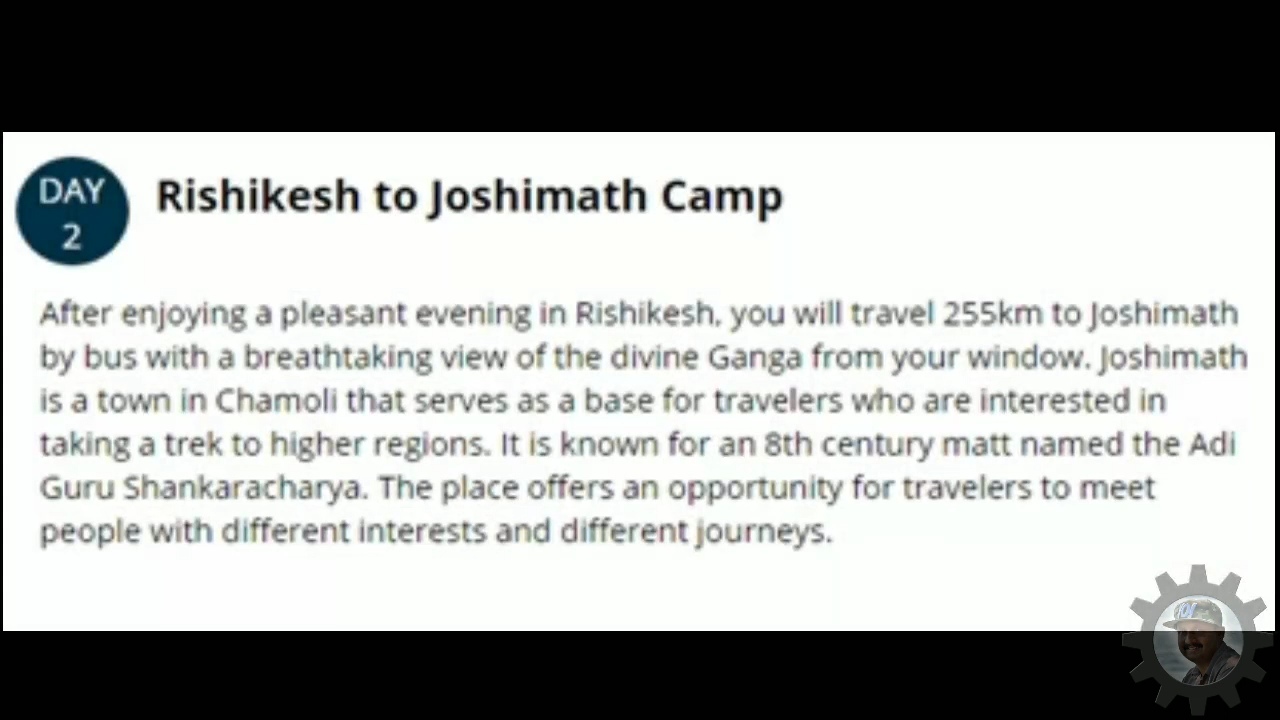 DAY
2
Rishikesh to Joshimath Camp
After enjoying a pleasant evening in Rishikesh, you will travel 255km to Joshimath
by bus with a breathtaking view of the divine Ganga from your window. Joshimath
is a town in Chamoli that serves as a base for travelers who are interested in
taking a trek to higher regions. It is known for an 8th century matt named the Adi
Guru Shankaracharya. The place offers an opportunity for travelers to meet
people with different interests and different journeys.